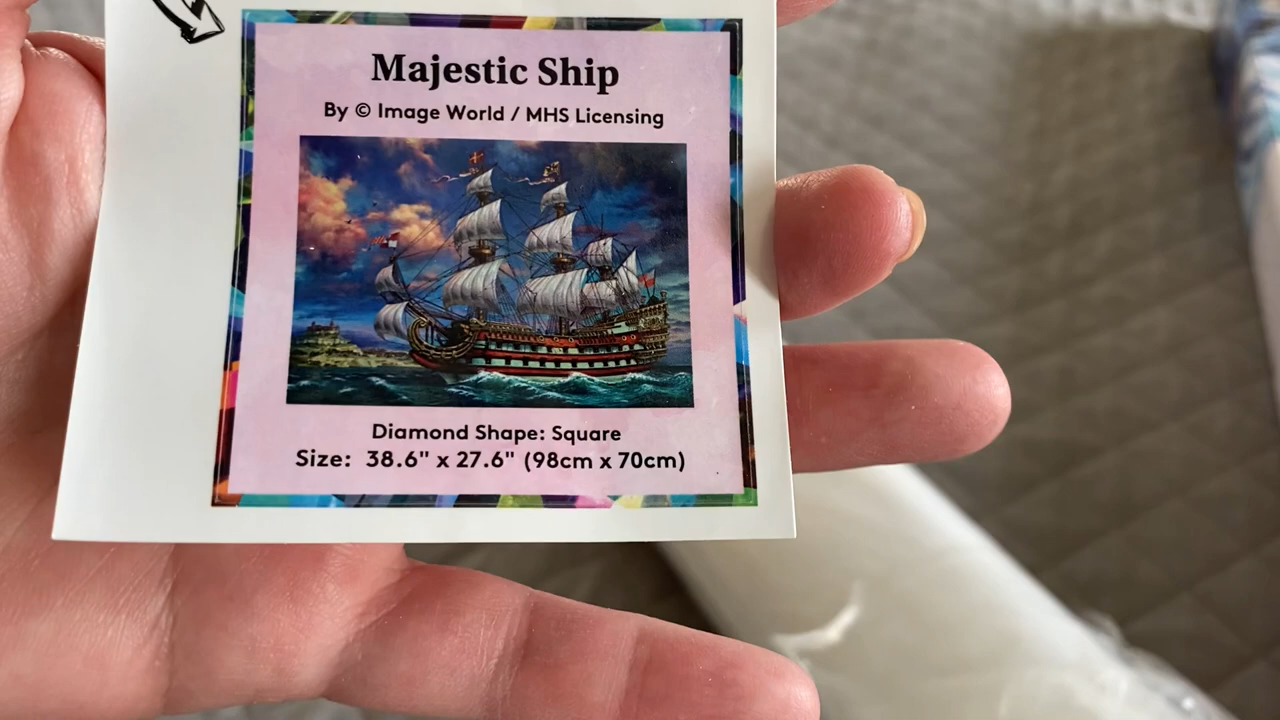 Majestic Ship
By © Image World / MHS Licensing
Diamond Shape: Square
Size: 38.6" x 27.6" (98cm x 70cm)